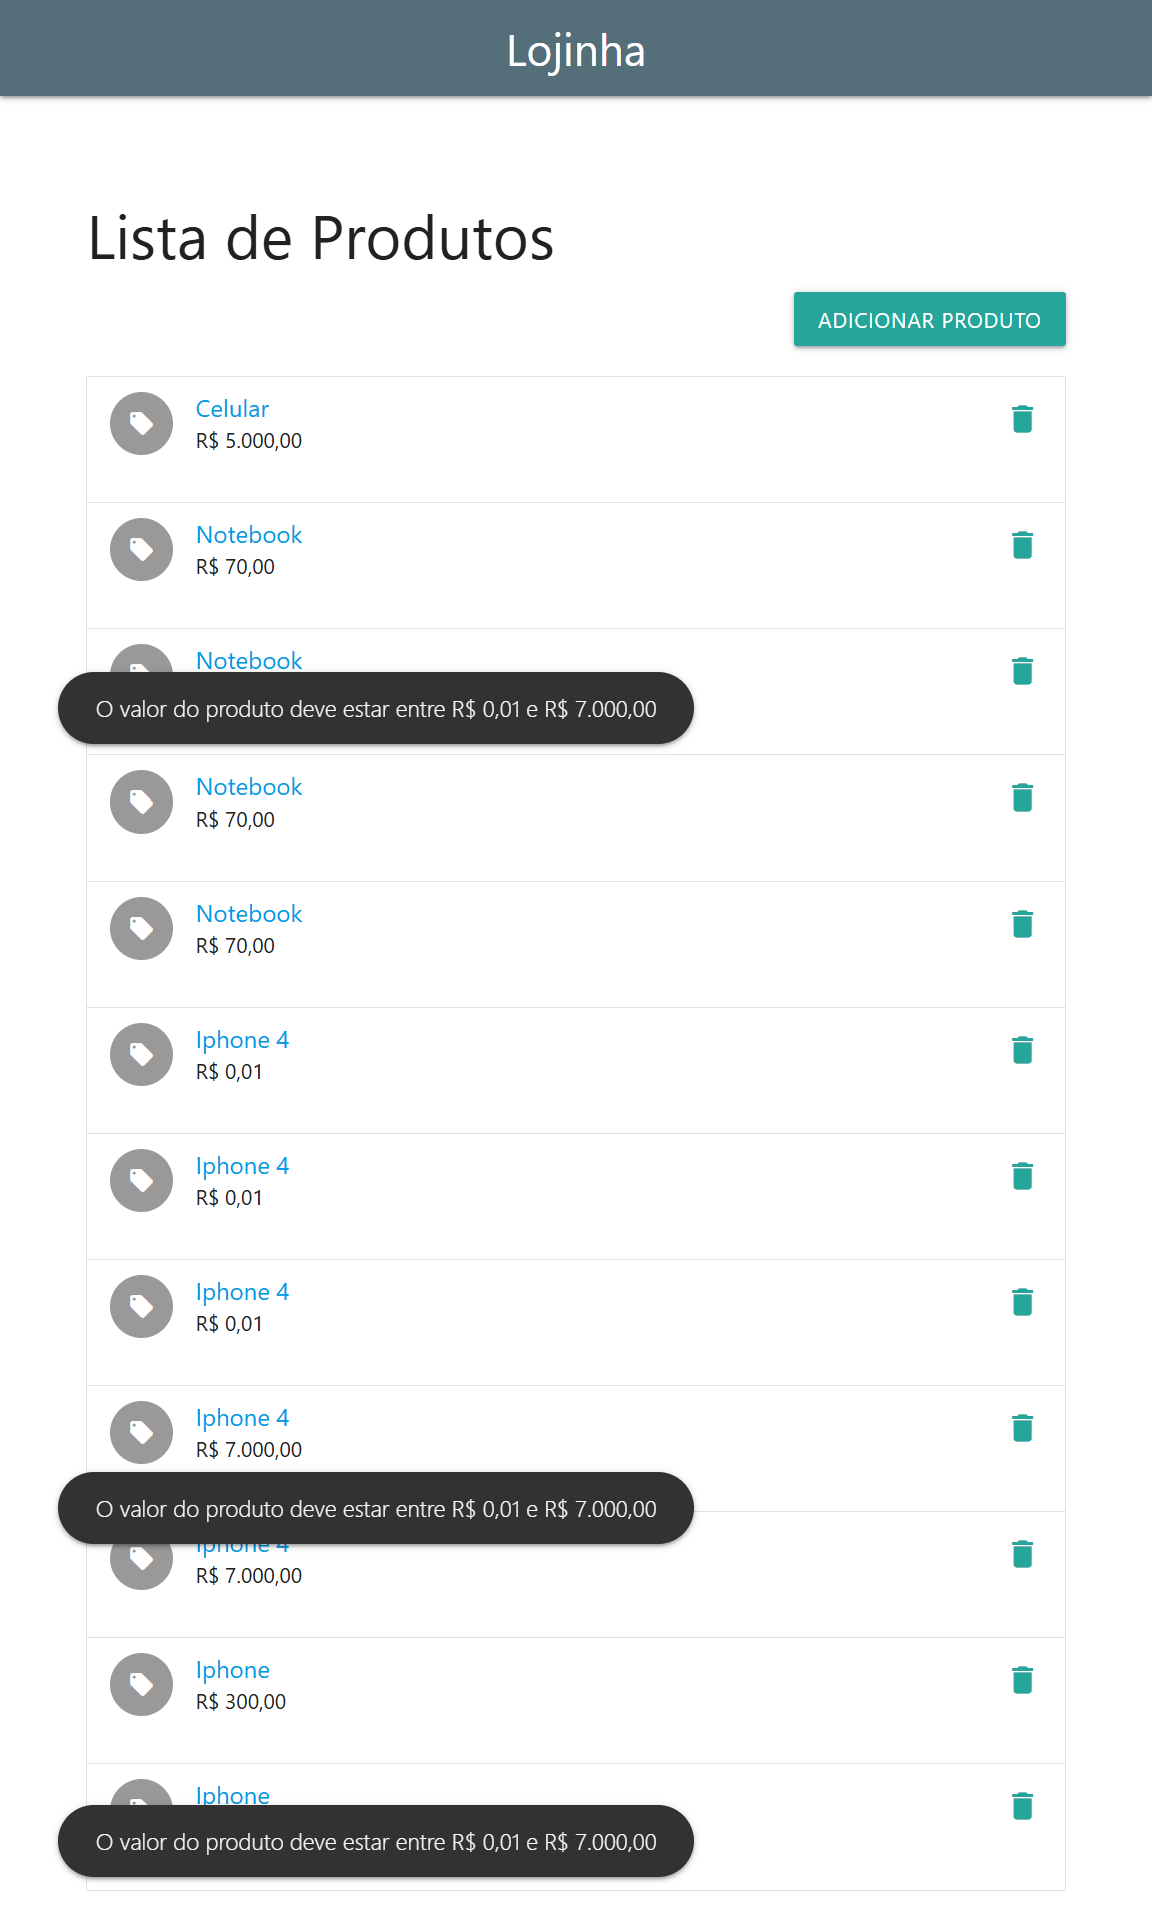 Lojinha
Lista de Produtos
ADICIONAR PRODUTO
Celular
R$ 5.000,00
Notebook
R$ 70,00
Notebook
O valor do produto deve estar entre R$ 0,01 e R$ 7.000,00
Notebook
R$ 70,00
Notebook
R$ 70,00
Iphone 4
R$ 0,01
Iphone 4
R$ 0,01
Iphone 4
R$ 0,01
Iphone 4
R$ 7.000,00
O valor do produto deve estar entre R$ 0,01 e R$ 7.000,00
Iphone 4
R$ 7.000,00
Iphone
R$ 300,00
Iphone
O valor do produto deve estar entre R$ 0,01 e R$ 7.000,00